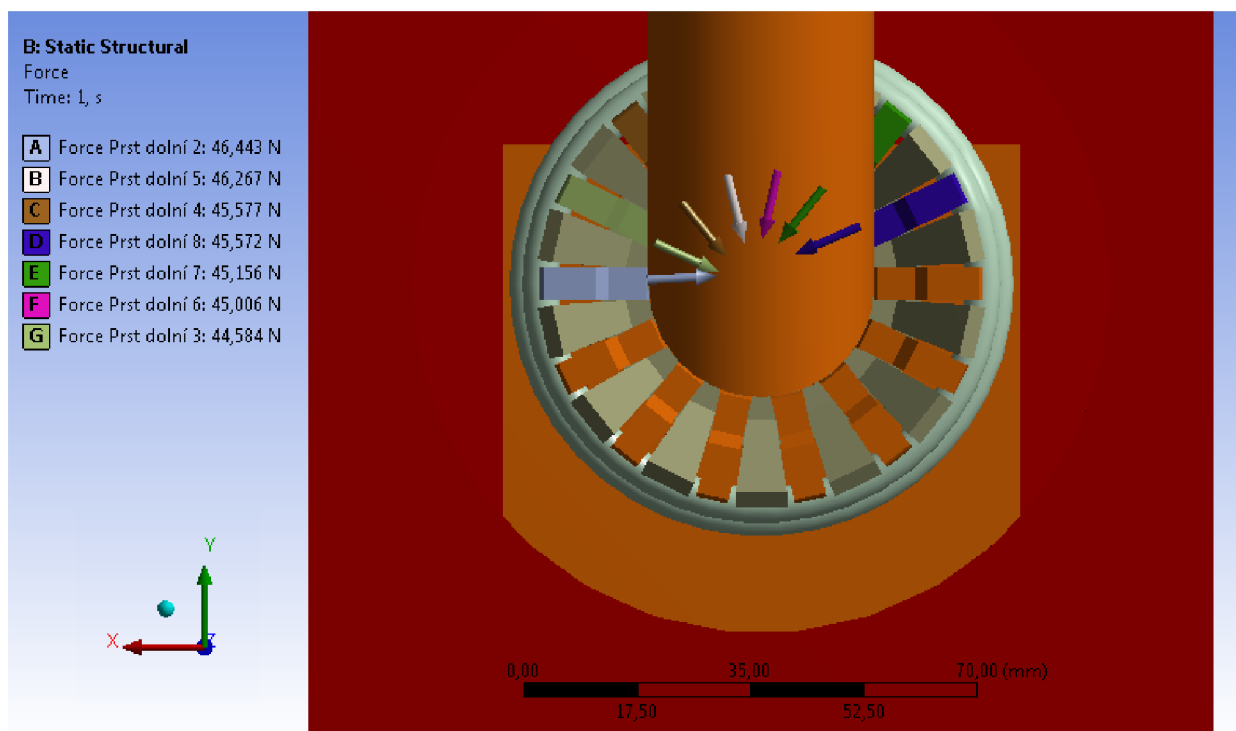 B: Static Structural
Force
Time: 1, s
A Force Prst dolní 2: 46,443 N
B Force Prst dolní 5: 46,267 N
C Force Prst dolní 4: 45,577 N
D Force Prst dolní 8: 45,572 N
E Force Prst dolní 7: 45,156 N
F Force Prst dolní 6: 45,006 N
G Force Prst dolní 3: 44,584 N
Y
X Z
0,00 35,00 70,00 (mm)
17,50 52,50